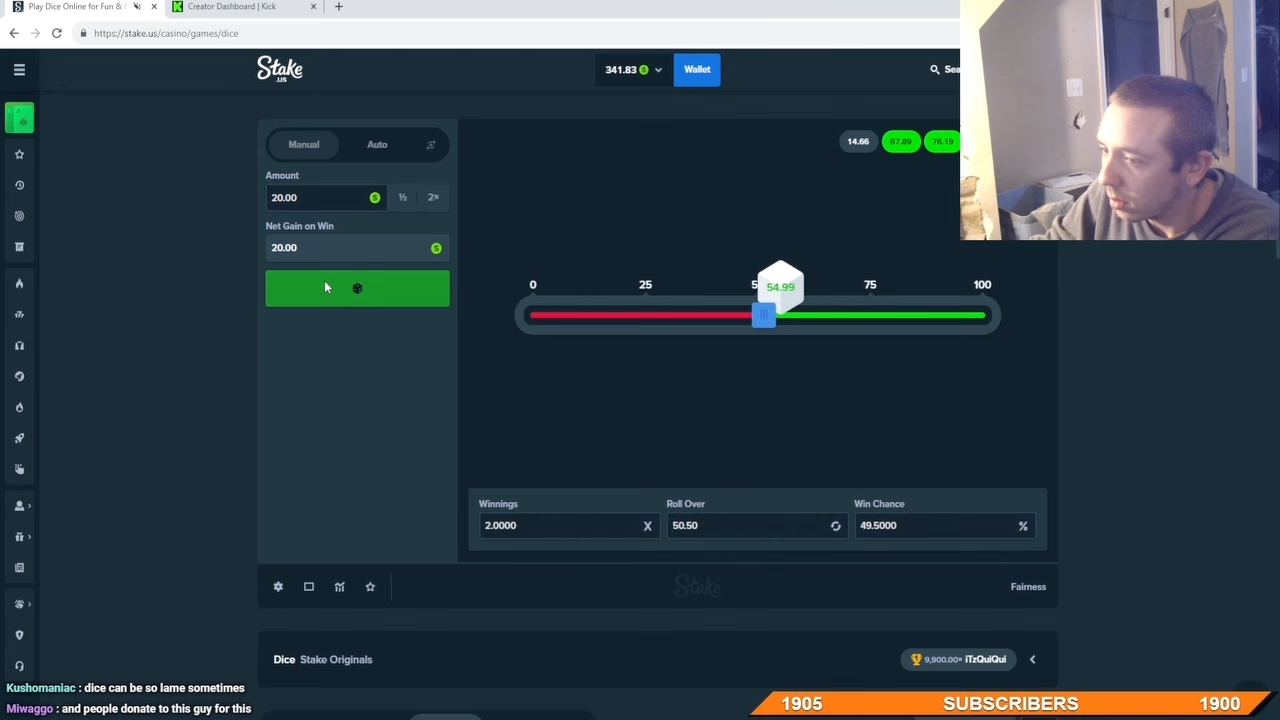 Play Dice Online for Fun &
Creator Dashboard | Kick
https://stake.us/casino/games/dice
Stake
.US
341.83
Wallet
Sea
Manual
Auto
14.66
67.89
76.19
Amount
20.00
½
2×
Net Gain on Win
20.00
0
25
5
54.99
75
100
Winnings
Roll Over
Win Chance
2.0000
50.50
49.5000
%
Stake
Fairness
Dice Stake Originals
9,900.00× iTzQuiQui
Kushomaniac : dice can be so lame sometimes
Miwaggo : and people donate to this guy for this
1905
SUBSCRIBERS
1900